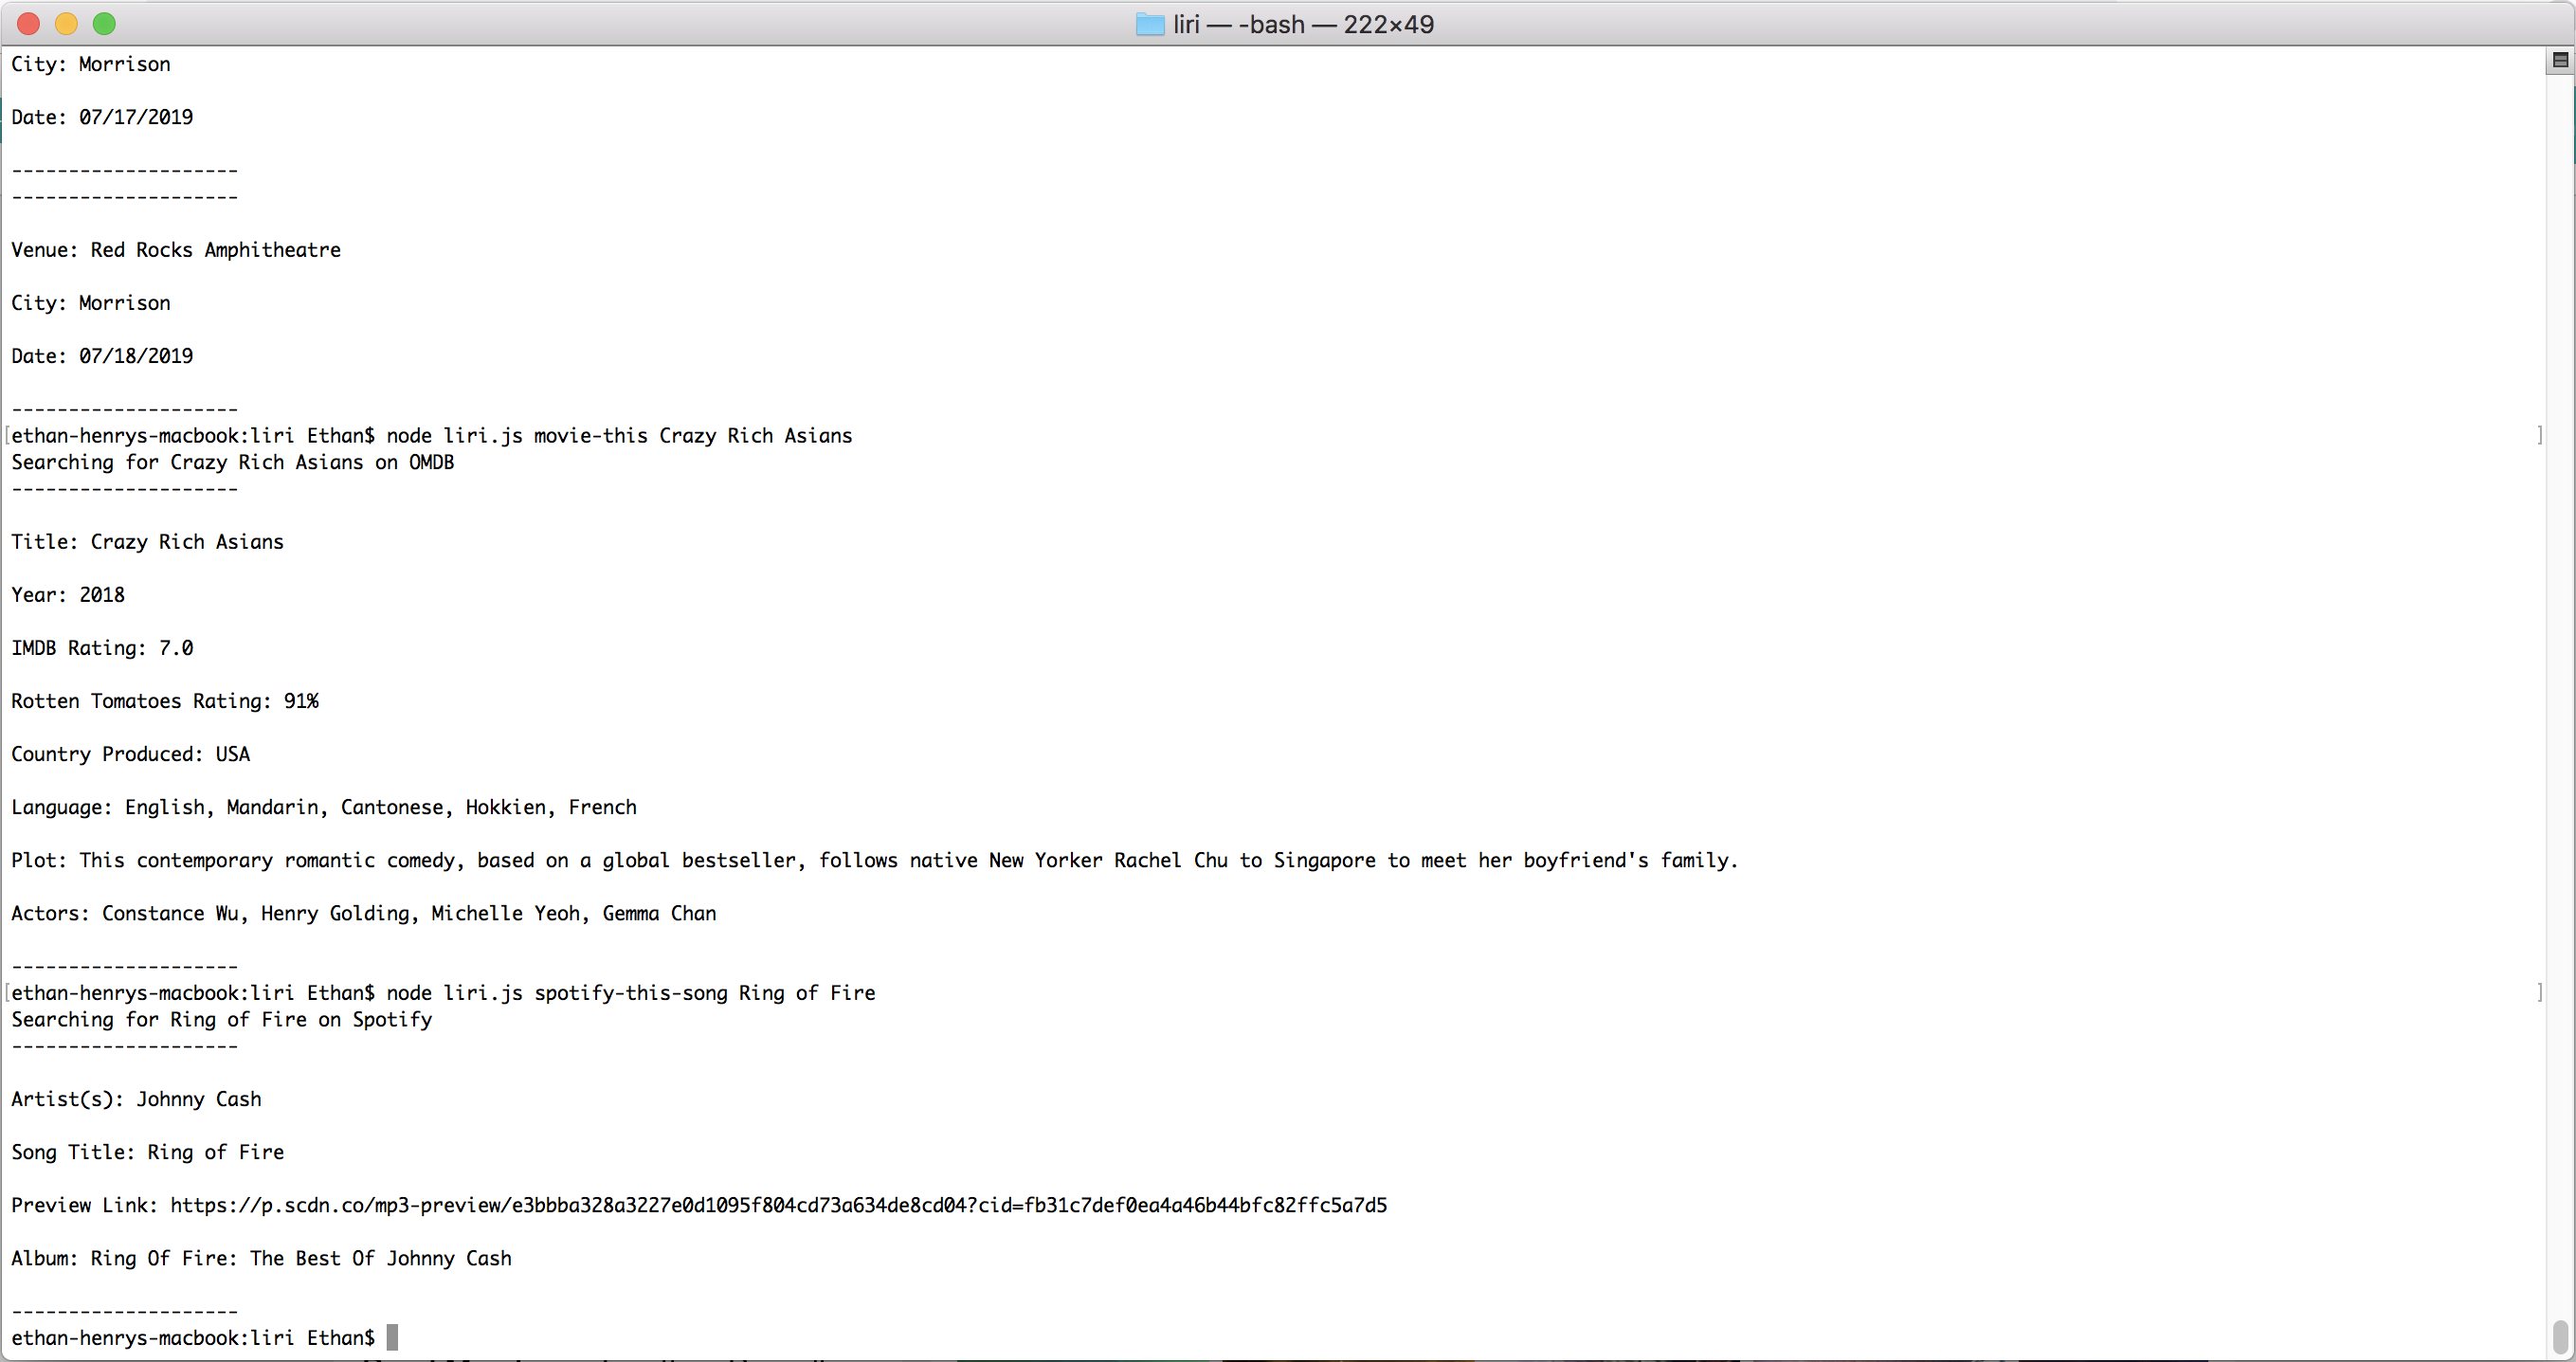 liri — -bash — 222×49
City: Morrison
Date: 07/17/2019
--------------------
--------------------
Venue: Red Rocks Amphitheatre
City: Morrison
Date: 07/18/2019
--------------------
[ethan-henrys-macbook:liri Ethan$ node liri.js movie-this Crazy Rich Asians ]
Searching for Crazy Rich Asians on OMDB
--------------------
Title: Crazy Rich Asians
Year: 2018
IMDB Rating: 7.0
Rotten Tomatoes Rating: 91%
Country Produced: USA
Language: English, Mandarin, Cantonese, Hokkien, French
Plot: This contemporary romantic comedy, based on a global bestseller, follows native New Yorker Rachel Chu to Singapore to meet her boyfriend's family.
Actors: Constance Wu, Henry Golding, Michelle Yeoh, Gemma Chan
--------------------
[ethan-henrys-macbook:liri Ethan$ node liri.js spotify-this-song Ring of Fire ]
Searching for Ring of Fire on Spotify
--------------------
Artist(s): Johnny Cash
Song Title: Ring of Fire
Preview Link: https://p.scdn.co/mp3-preview/e3bbba328a3227e0d1095f804cd73a634de8cd04?cid=fb31c7def0ea4a46b44bfc82ffc5a7d5
Album: Ring Of Fire: The Best Of Johnny Cash
--------------------
ethan-henrys-macbook:liri Ethan$